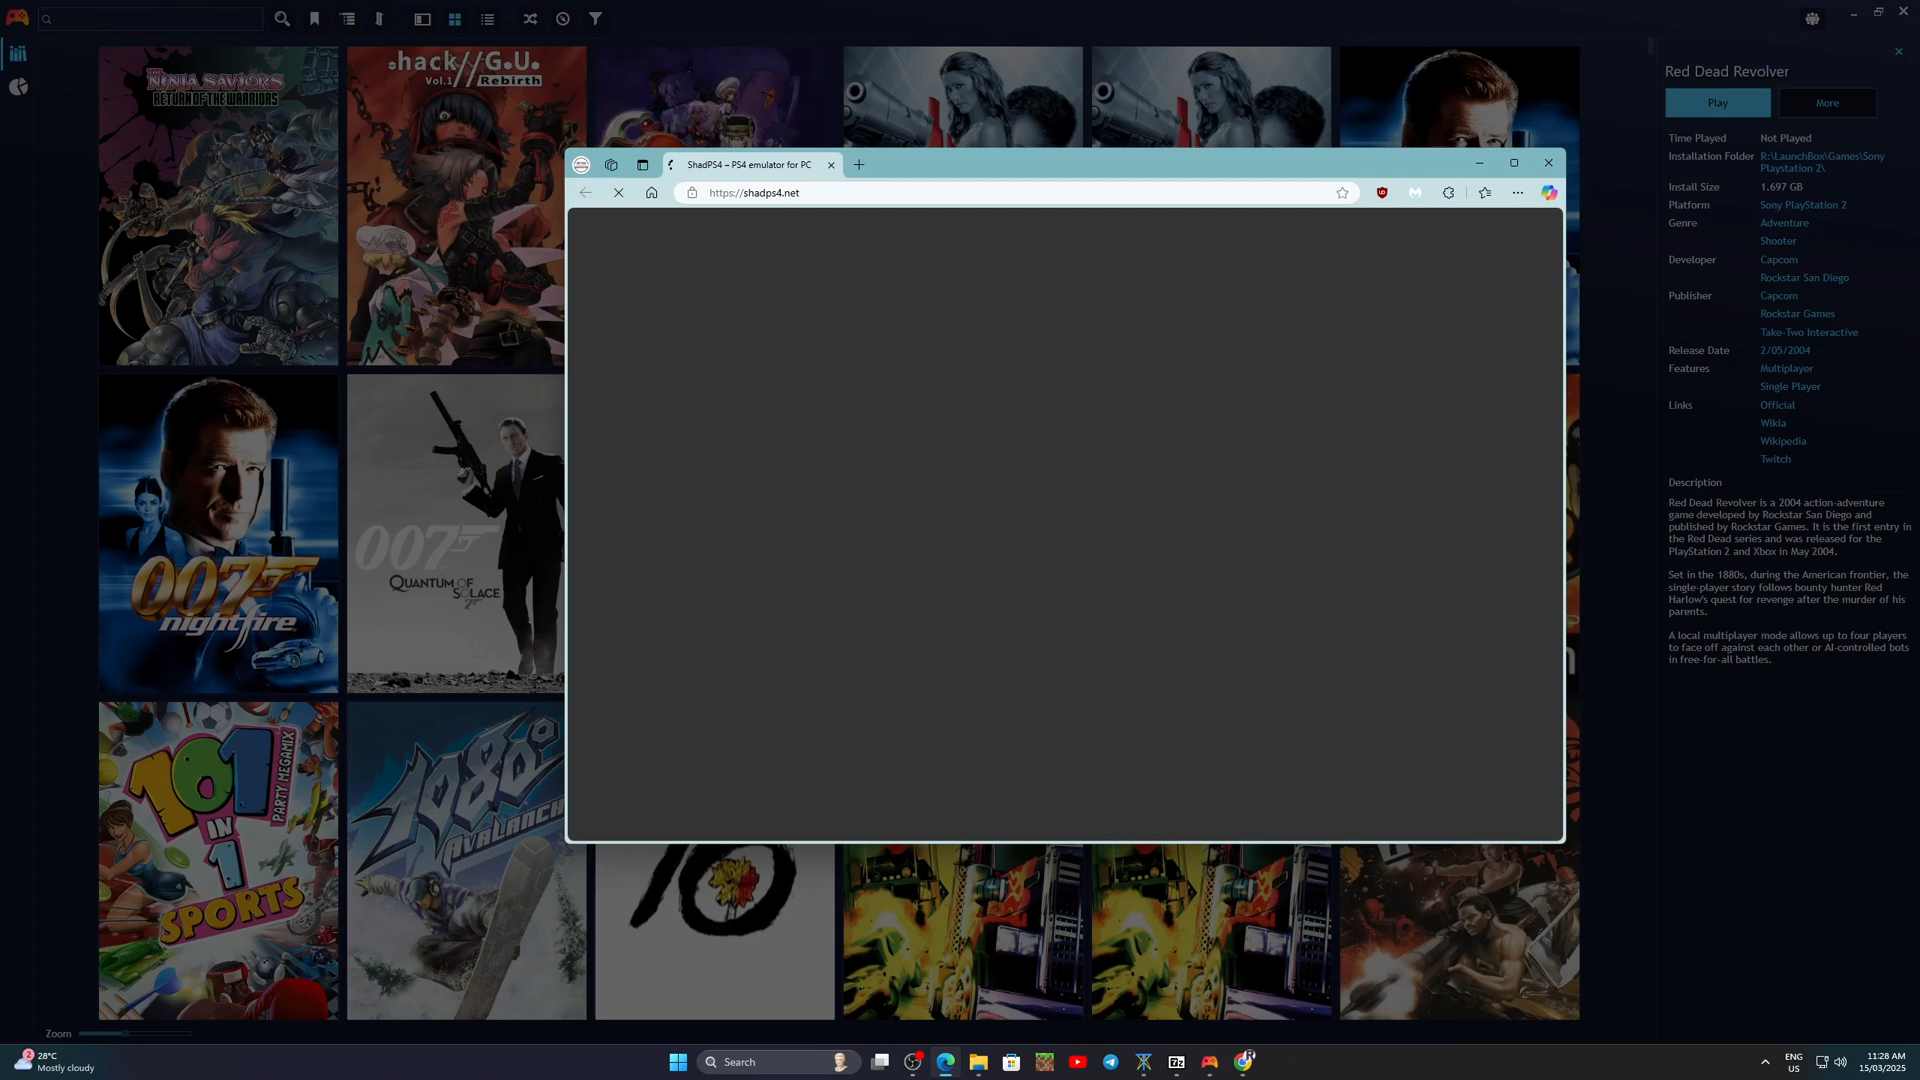 NINJA SAVIORS
RETURN OF THE WARRIORS
.hack//G.U.
Vol.1 Rebirth
ShadPS4 – PS4 emulator for PC
https://shadps4.net
007
nightfire
007
QUANTUM OF
SOLACE
101
IN
1
SPORTS
PARTY MEGAMIX
1080°
AVALANCHE
10
Zoom
Red Dead Revolver
Play
More
Time Played Not Played
Installation Folder R:\LaunchBox\Games\Sony
Playstation 2\
Install Size 1.697 GB
Platform Sony PlayStation 2
Genre Adventure
Shooter
Developer Capcom
Rockstar San Diego
Publisher Capcom
Rockstar Games
Take-Two Interactive
Release Date 2/05/2004
Features Multiplayer
Single Player
Links Official
Wikia
Wikipedia
Twitch
Description
Red Dead Revolver is a 2004 action-adventure
game developed by Rockstar San Diego and
published by Rockstar Games. It is the first entry in
the Red Dead series and was released for the
PlayStation 2 and Xbox in May 2004.
Set in the 1880s, during the American frontier, the
single-player story follows bounty hunter Red
Harlow's quest for revenge after the murder of his
parents.
A local multiplayer mode allows up to four players
to face off against each other or AI-controlled bots
in free-for-all battles.
2
28°C
Mostly cloudy
Search
7z
ENG
US
11:28 AM
15/03/2025